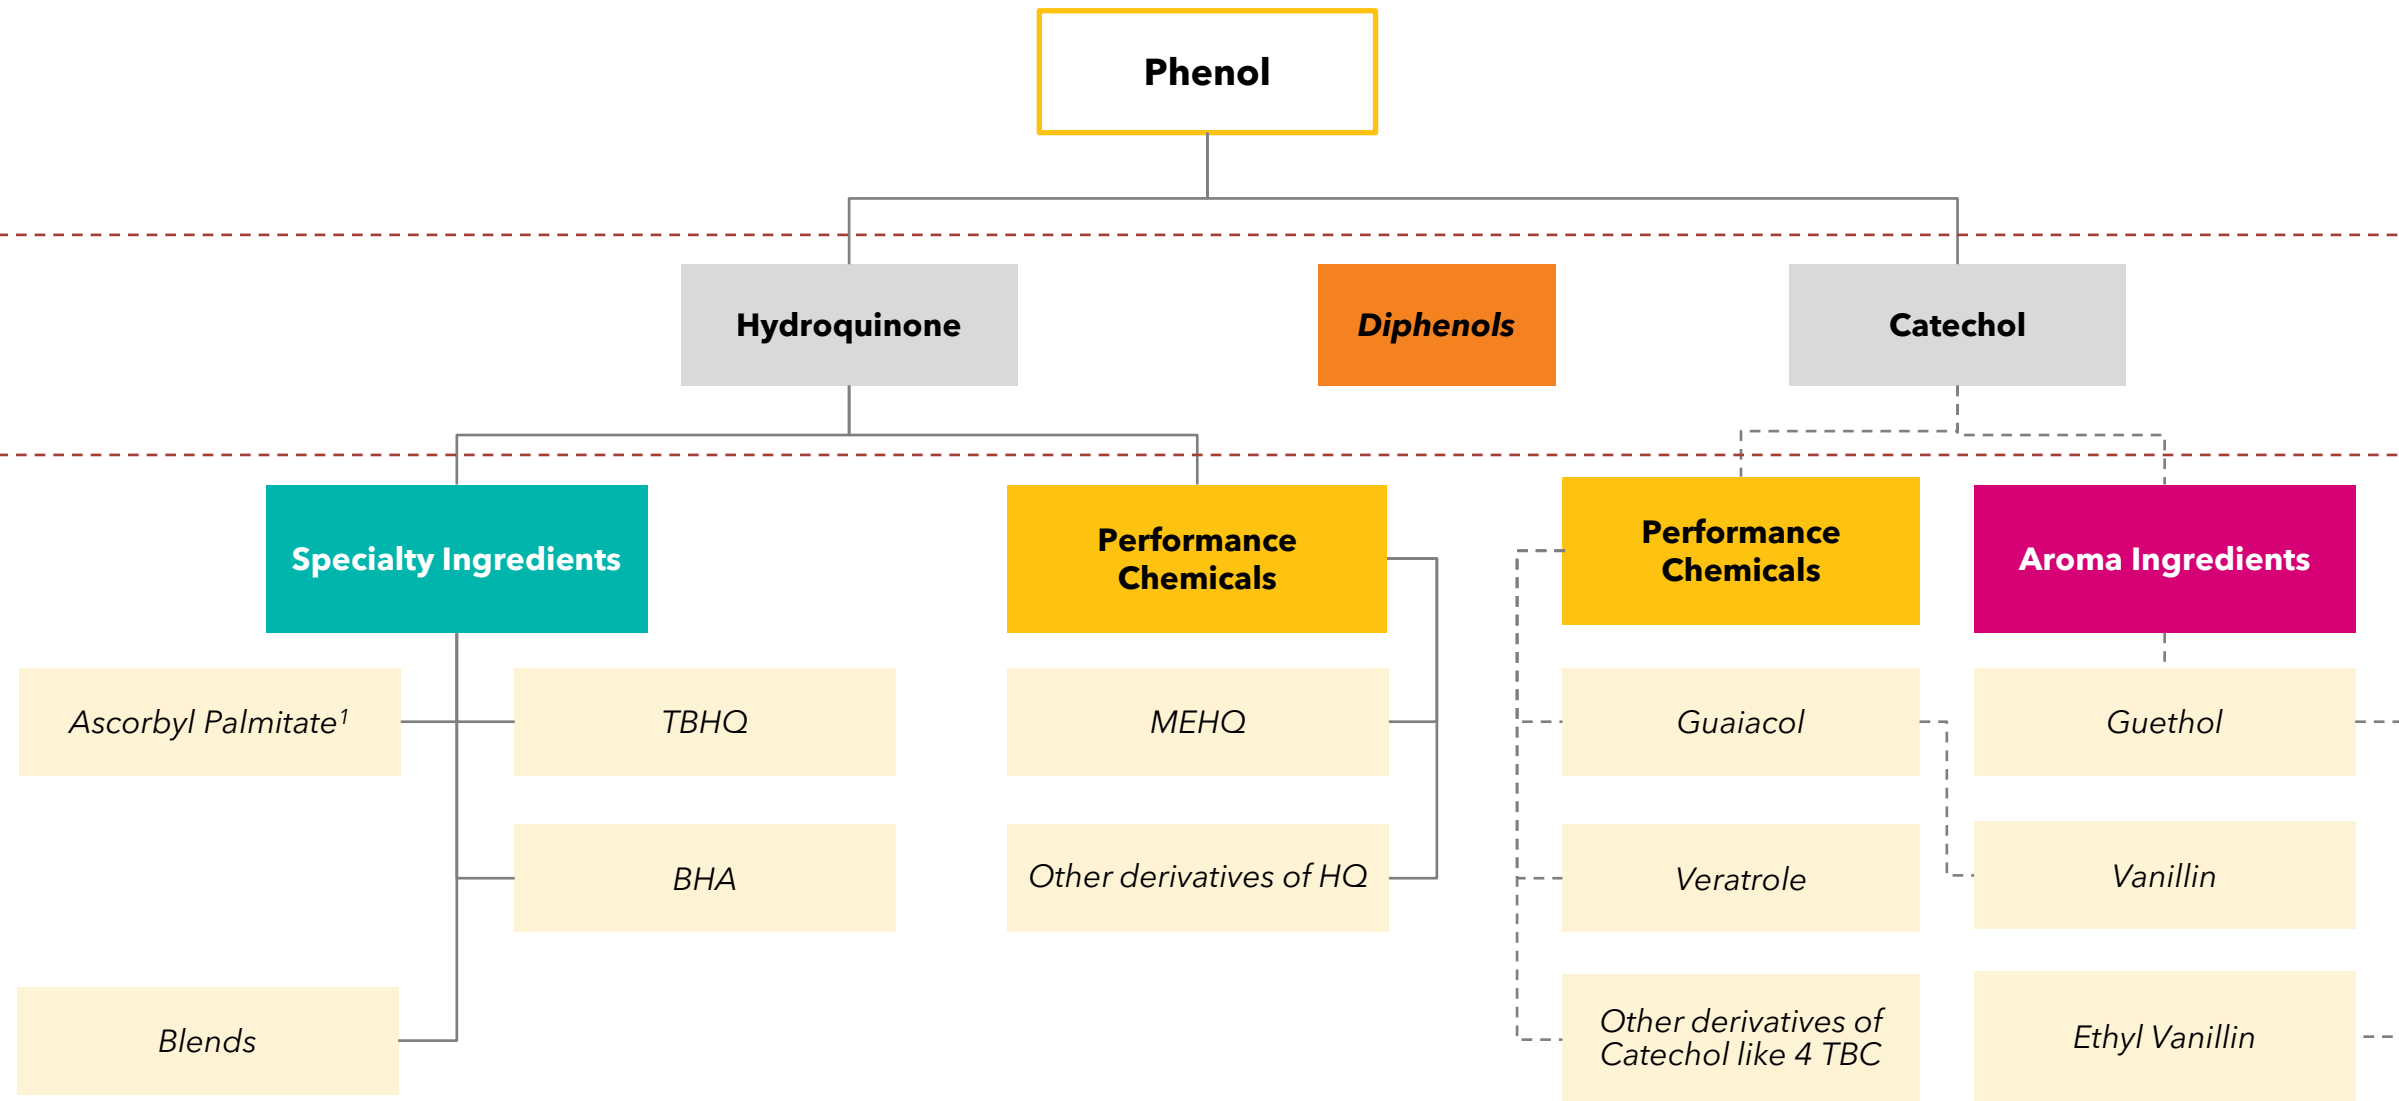 Phenol
Hydroquinone
Diphenols
Catechol
Specialty Ingredients
Performance
Chemicals
Performance
Chemicals
Aroma Ingredients
Ascorbyl Palmitate¹
TBHQ
MEHQ
Guaiacol
Guethol
BHA
Other derivatives of HQ
Veratrole
Vanillin
Blends
Other derivatives of
Catechol like 4 TBC
Ethyl Vanillin